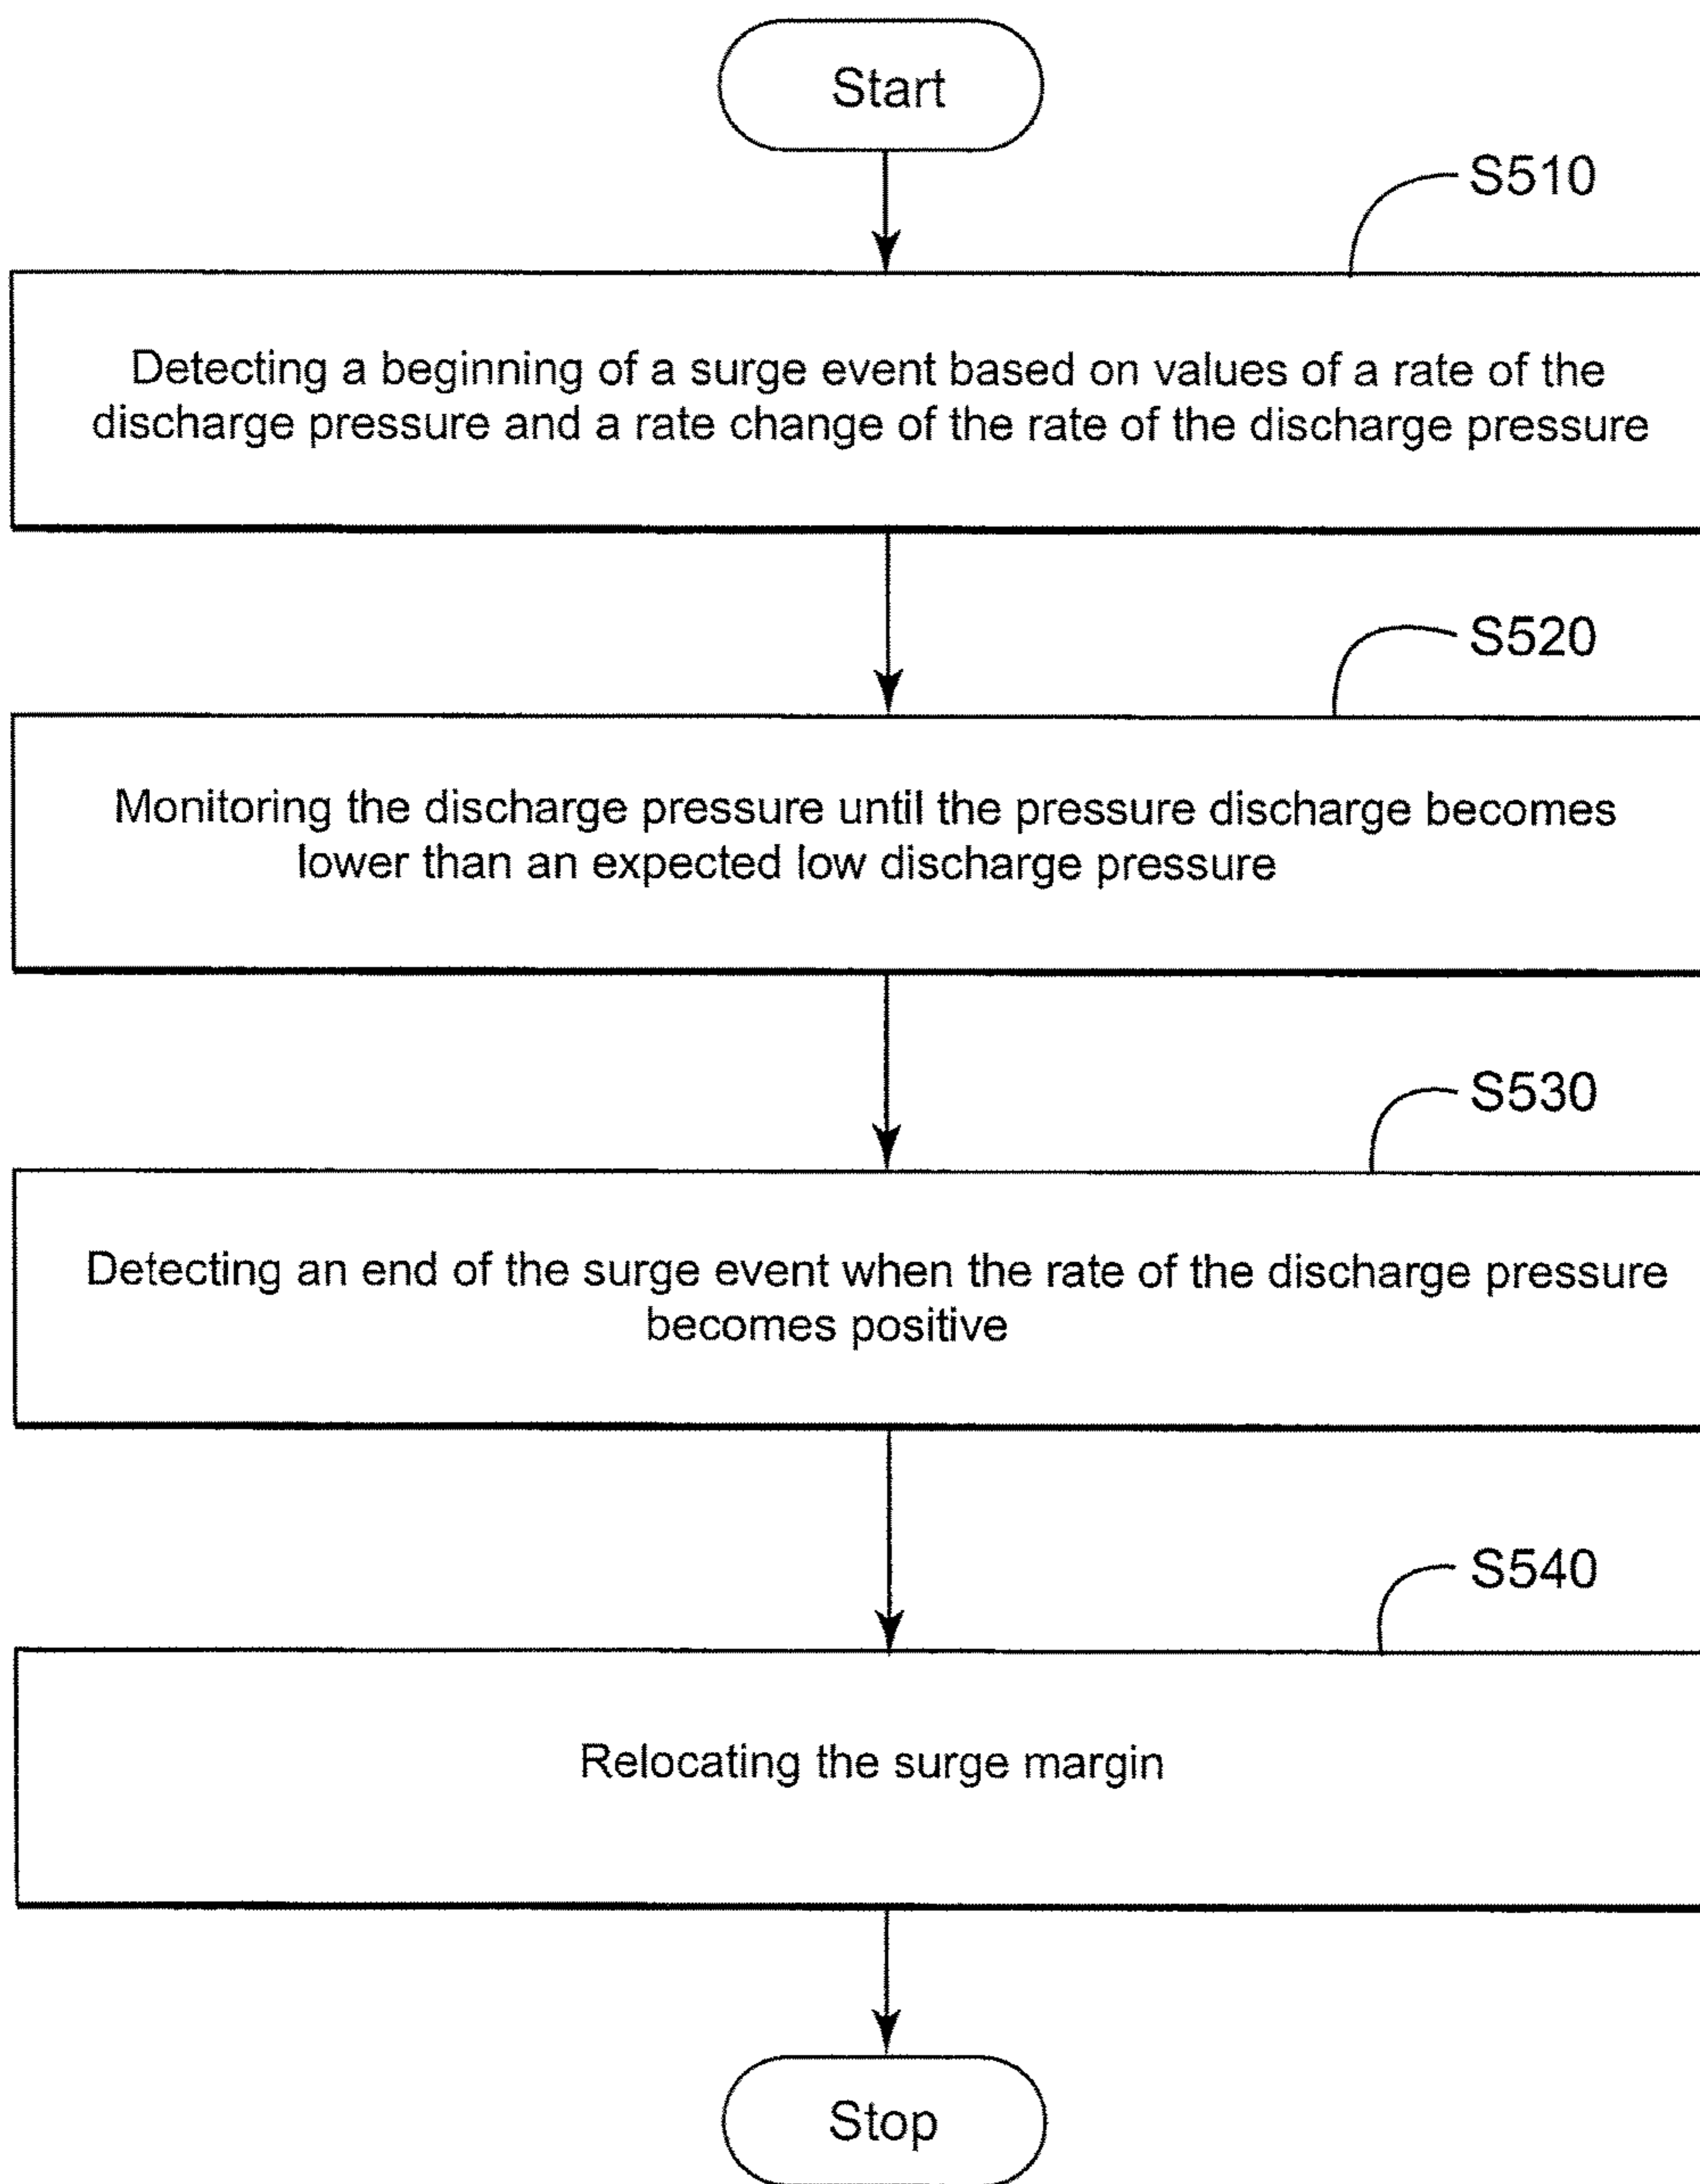 Start
S510
Detecting a beginning of a surge event based on values of a rate of the
discharge pressure and a rate change of the rate of the discharge pressure
S520
Monitoring the discharge pressure until the pressure discharge becomes
lower than an expected low discharge pressure
S530
Detecting an end of the surge event when the rate of the discharge pressure
becomes positive
S540
Relocating the surge margin
Stop